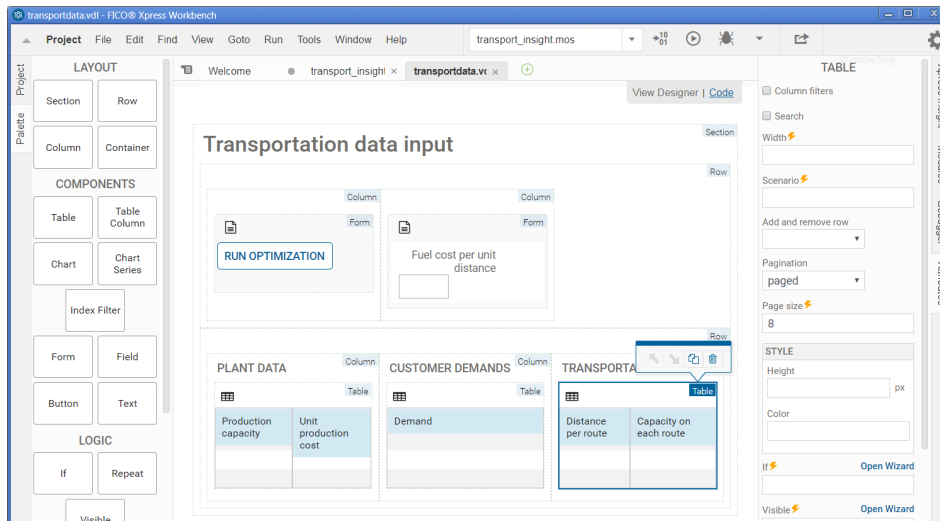 transportdata.vdl - FICO® Xpress Workbench
Project File Edit Find View Goto Run Tools Window Help
transport_insight.mos
Project
Palette
LAYOUT
Section
Row
Column
Container
COMPONENTS
Table
Table
Column
Chart
Chart
Series
Index Filter
Form
Field
Button
Text
LOGIC
If
Repeat
Visible
Welcome
transport_insight
transportdata.vd
View Designer | Code
Section
Transportation data input
Row
Column
Column
Form
Form
RUN OPTIMIZATION
Fuel cost per unit
distance
Row
PLANT DATA
Column
CUSTOMER DEMANDS
Column
TRANSPORTA
Table
Table
Table
Production
capacity
Unit
production
cost
Demand
Distance
per route
Capacity on
each route
TABLE
Column filters
Search
Width
Scenario
Add and remove row
Pagination
paged
Page size
8
STYLE
Height
px
Color
If
Open Wizard
Visible
Open Wizard